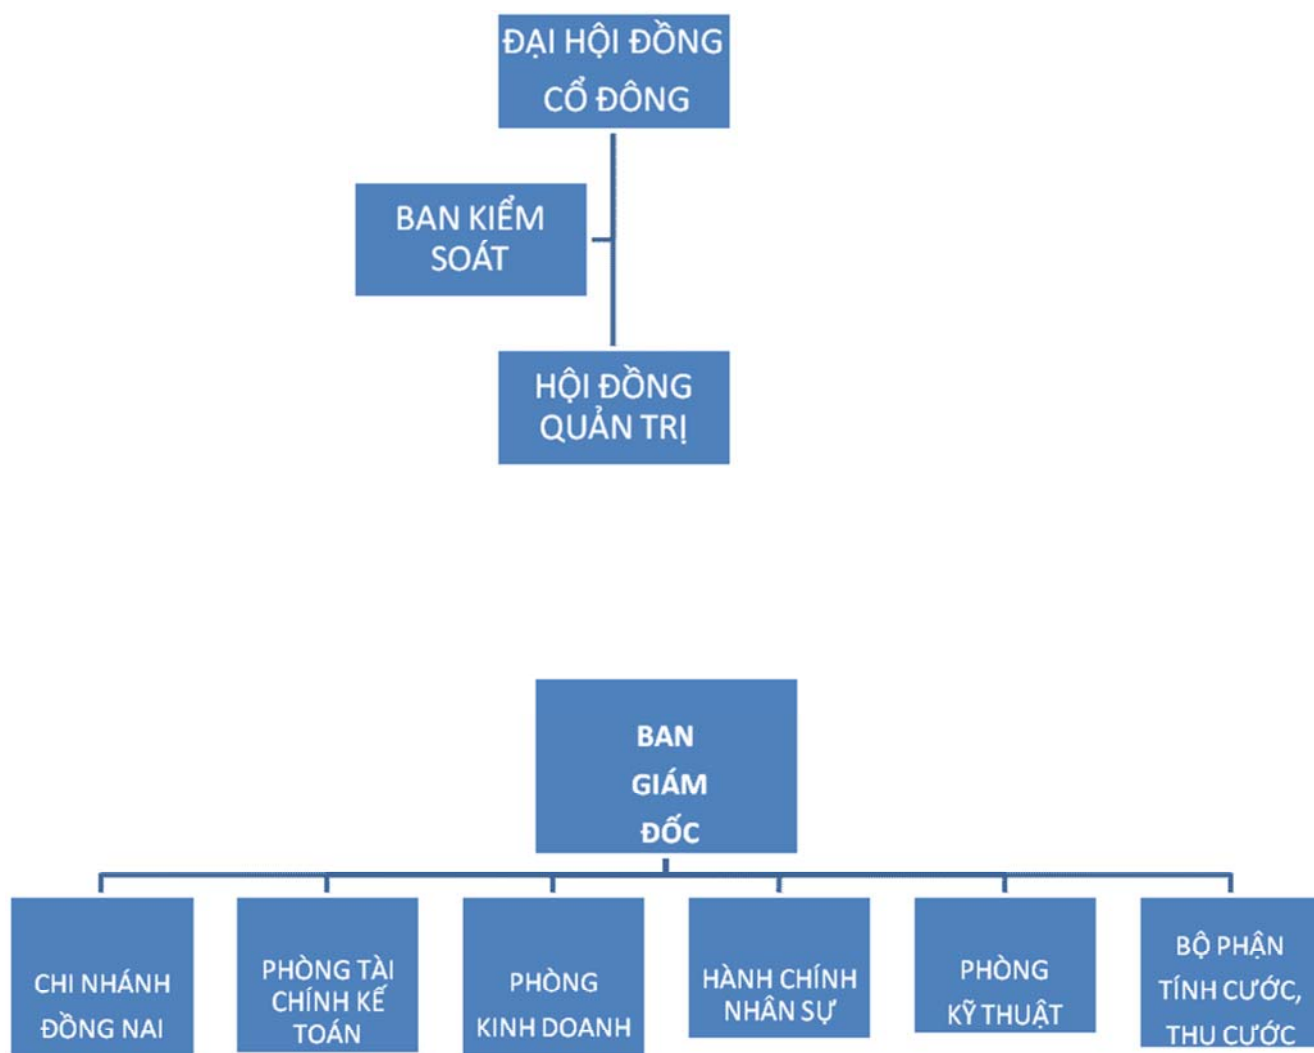 ĐẠI HỘI ĐỒNG
CỔ ĐÔNG
BAN KIỂM
SOÁT
HỘI ĐỒNG
QUẢN TRỊ
BAN
GIÁM
ĐỐC
CHI NHÁNH
ĐỒNG NAI
PHÒNG TÀI
CHÍNH KẾ
TOÁN
PHÒNG
KINH DOANH
HÀNH CHÍNH
NHÂN SỰ
PHÒNG
KỸ THUẬT
BỘ PHẬN
TÍNH CƯỚC,
THU CƯỚC